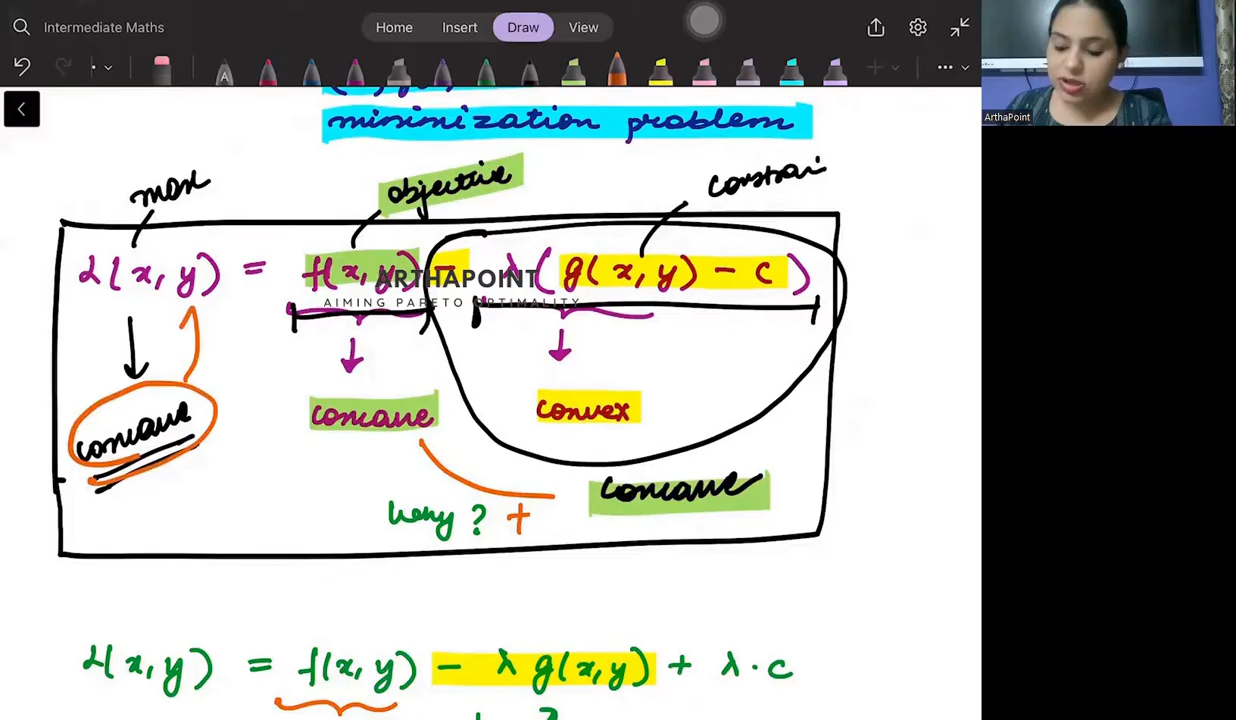 Intermediate Maths
Home Insert Draw View
ArthaPoint
minimization problem
max
objective
constrai
L(x, y) = f(x, y) - λ(g(x, y) - c)
ARTHAPOINT
AIMING PARETO OPTIMALITY
concave
concave
convex
concave
Why? +
L(x, y) = f(x, y) - λ g(x, y) + λ · c